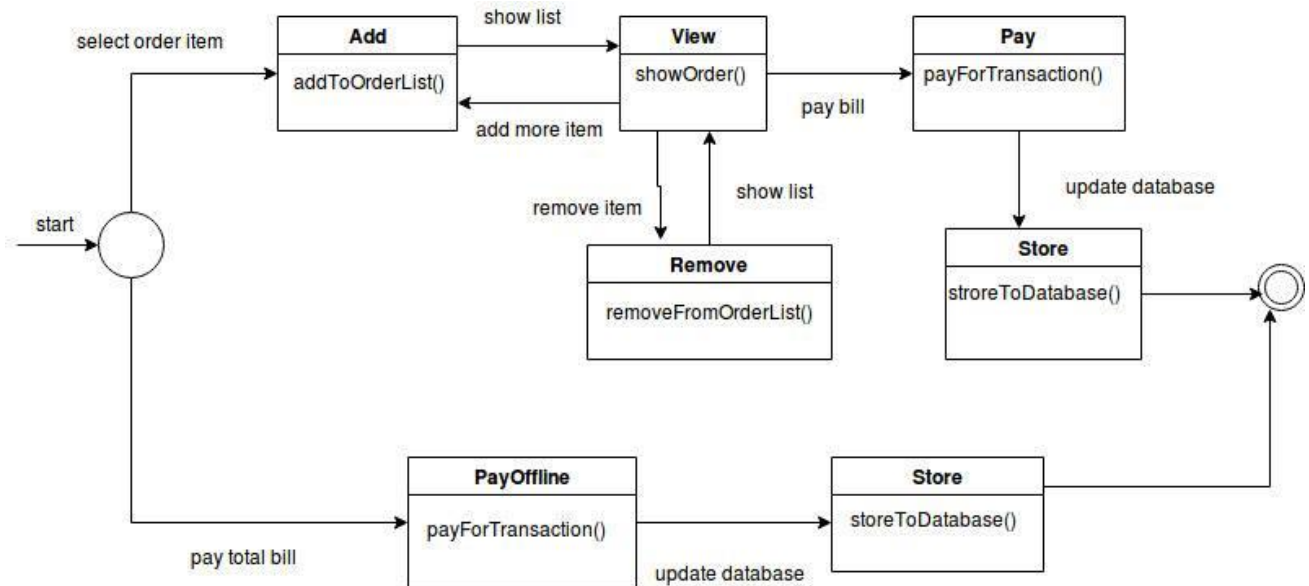 show list
select order item
Add
View
Pay
addToOrderList()
showOrder()
payForTransaction()
add more item
pay bill
start
remove item
show list
update database
Remove
Store
removeFromOrderList()
stroreToDatabase()
PayOffline
Store
payForTransaction()
storeToDatabase()
pay total bill
update database